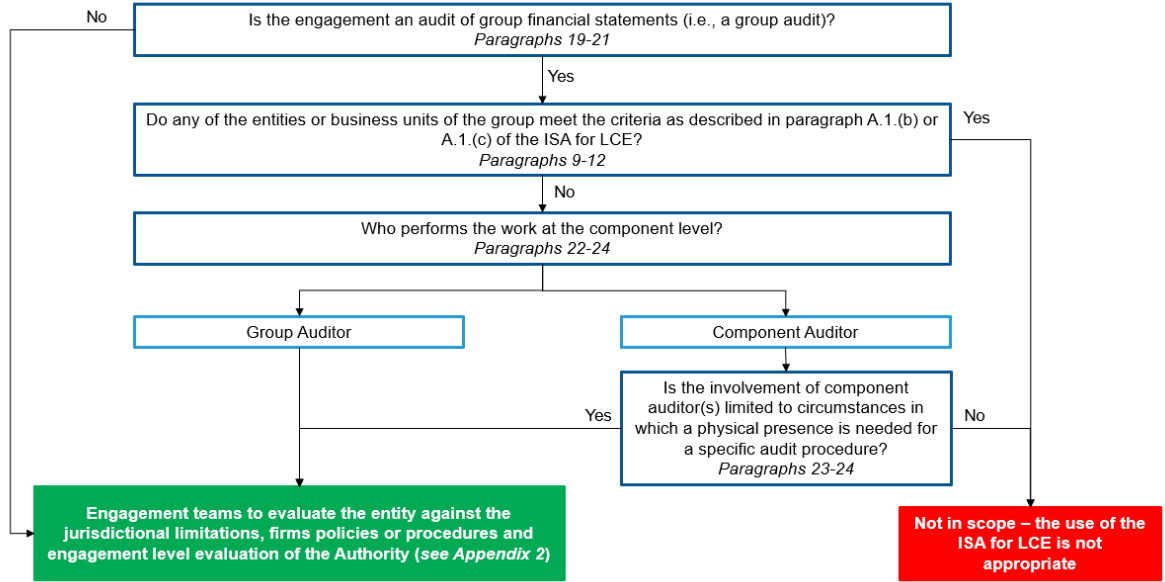 No
Is the engagement an audit of group financial statements (i.e., a group audit)?
Paragraphs 19-21
Yes
Do any of the entities or business units of the group meet the criteria as described in paragraph A.1.(b) or
A.1.(c) of the ISA for LCE?
Paragraphs 9-12
Yes
No
Who performs the work at the component level?
Paragraphs 22-24
Group Auditor
Component Auditor
Is the involvement of component
auditor(s) limited to circumstances in
which a physical presence is needed for
a specific audit procedure?
Paragraphs 23-24
Yes
No
Engagement teams to evaluate the entity against the
jurisdictional limitations, firms policies or procedures and
engagement level evaluation of the Authority (see Appendix 2)
Not in scope – the use of the
ISA for LCE is not
appropriate